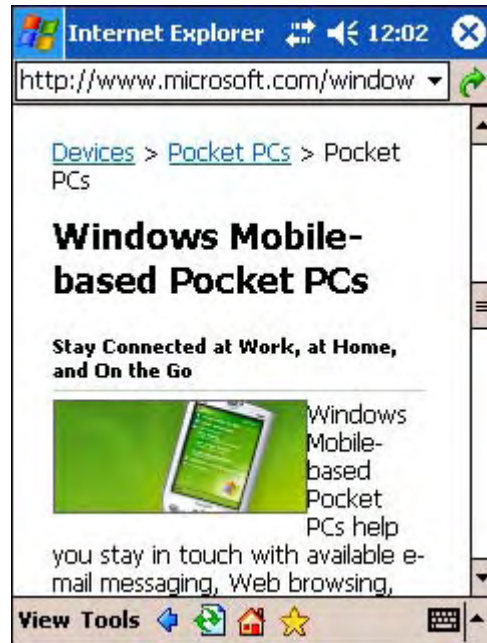 Internet Explorer 12:02
http://www.microsoft.com/window
Devices > Pocket PCs > Pocket
PCs
Windows Mobile-
based Pocket PCs
Stay Connected at Work, at Home,
and On the Go
Windows
Mobile-
based
Pocket
PCs help
you stay in touch with available e-
mail messaging, Web browsing,
View Tools